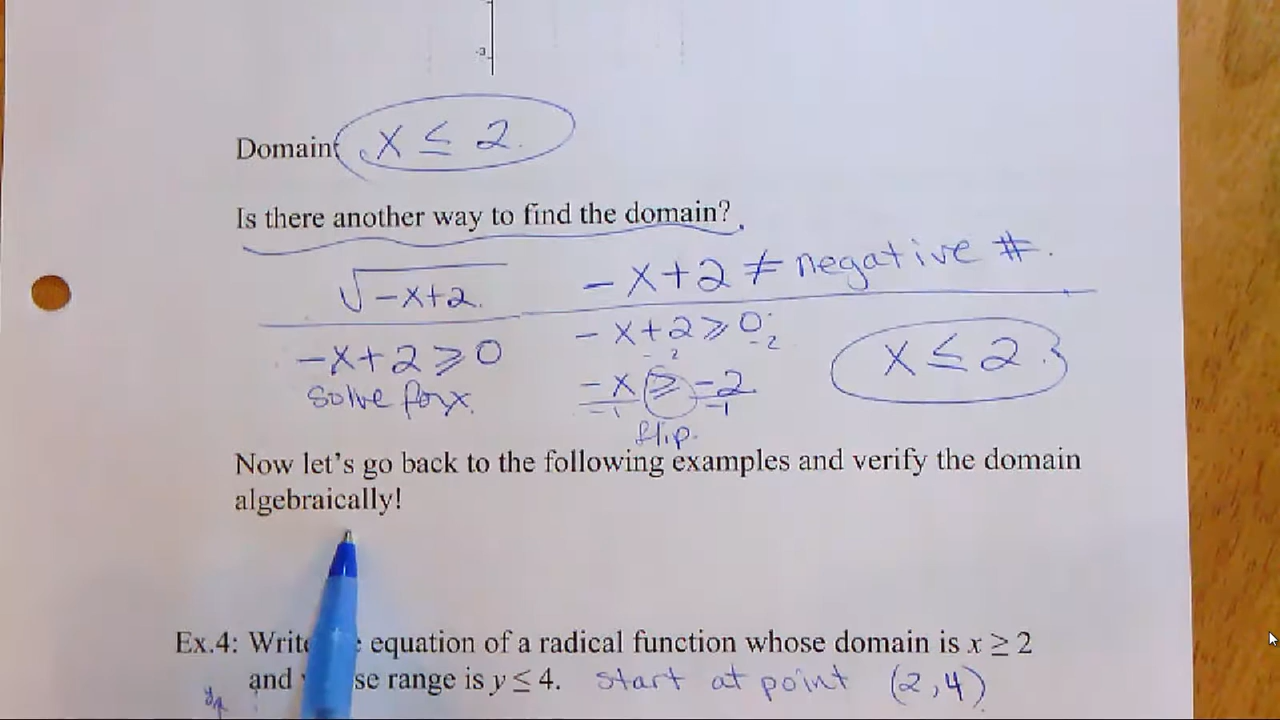 -3
Domain: x ≤ 2.
Is there another way to find the domain?
√-x+2. -x+2 ≠ negative #.
-x+2 ≥ 0 -x+2 ≥ 0
-2 -2
solve for x. -x ≥ -2 x ≤ 2
-1 -1
flip.
Now let's go back to the following examples and verify the domain
algebraically!
Ex.4: Write equation of a radical function whose domain is x ≥ 2
and se range is y ≤ 4. start at point (2,4)